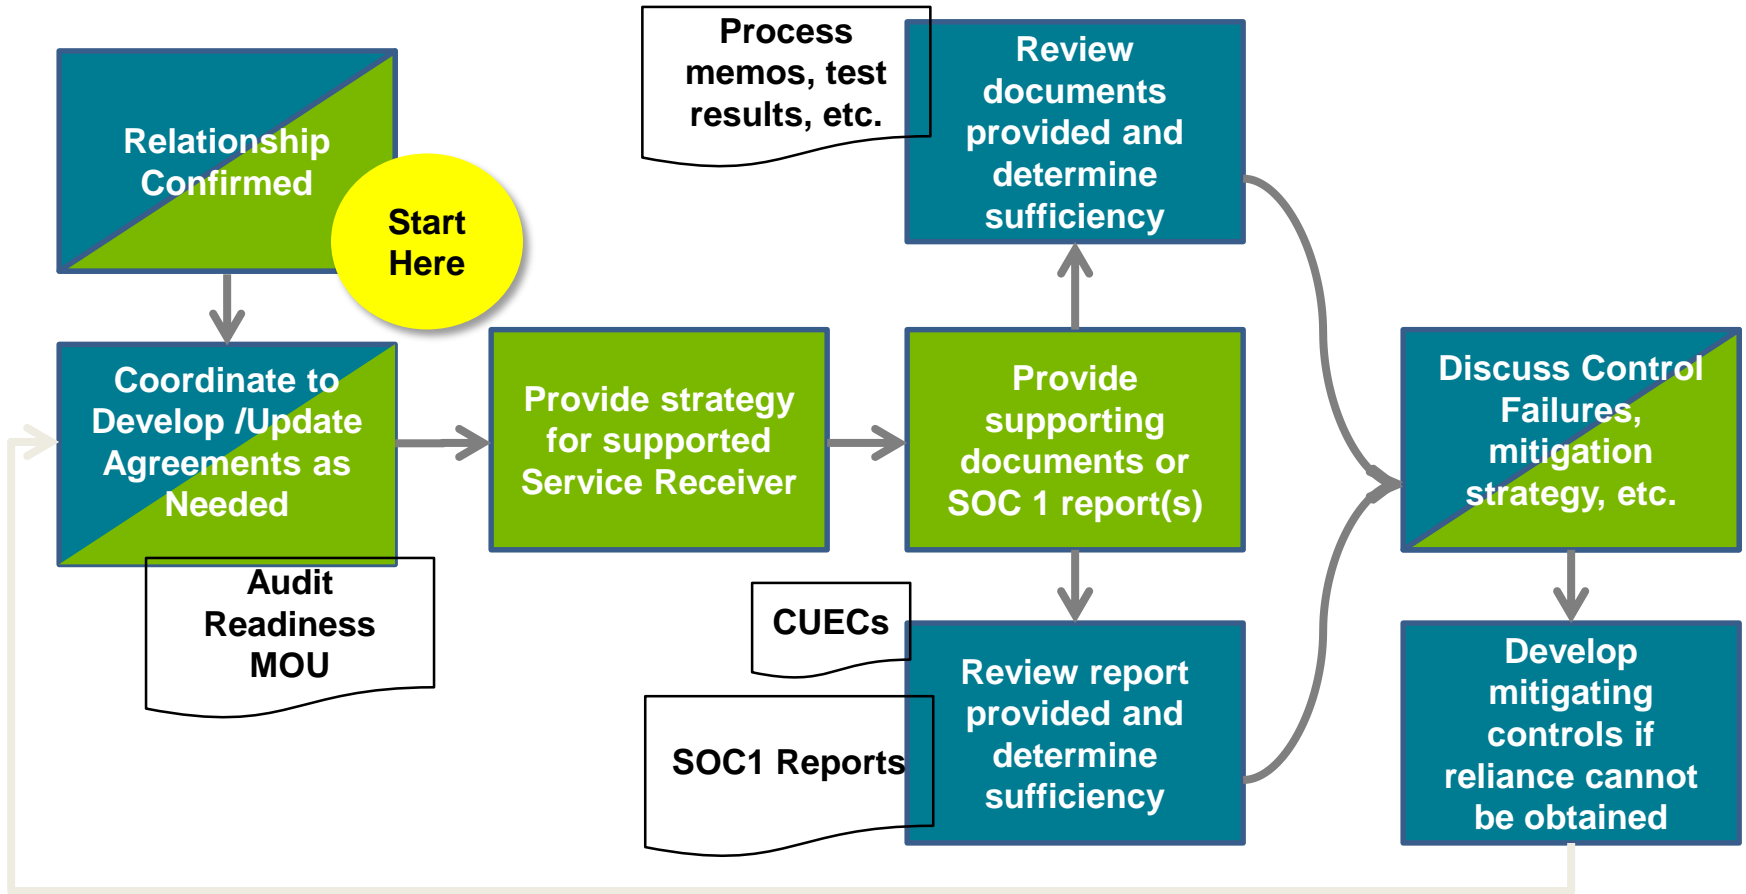 Relationship
Confirmed
Start
Here
Coordinate to
Develop /Update
Agreements as
Needed
Audit
Readiness
MOU
Provide strategy
for supported
Service Receiver
Provide
supporting
documents or
SOC 1 report(s)
Process
memos, test
results, etc.
Review
documents
provided and
determine
sufficiency
CUECs
SOC1 Reports
Review report
provided and
determine
sufficiency
Discuss Control
Failures,
mitigation
strategy, etc.
Develop
mitigating
controls if
reliance cannot
be obtained